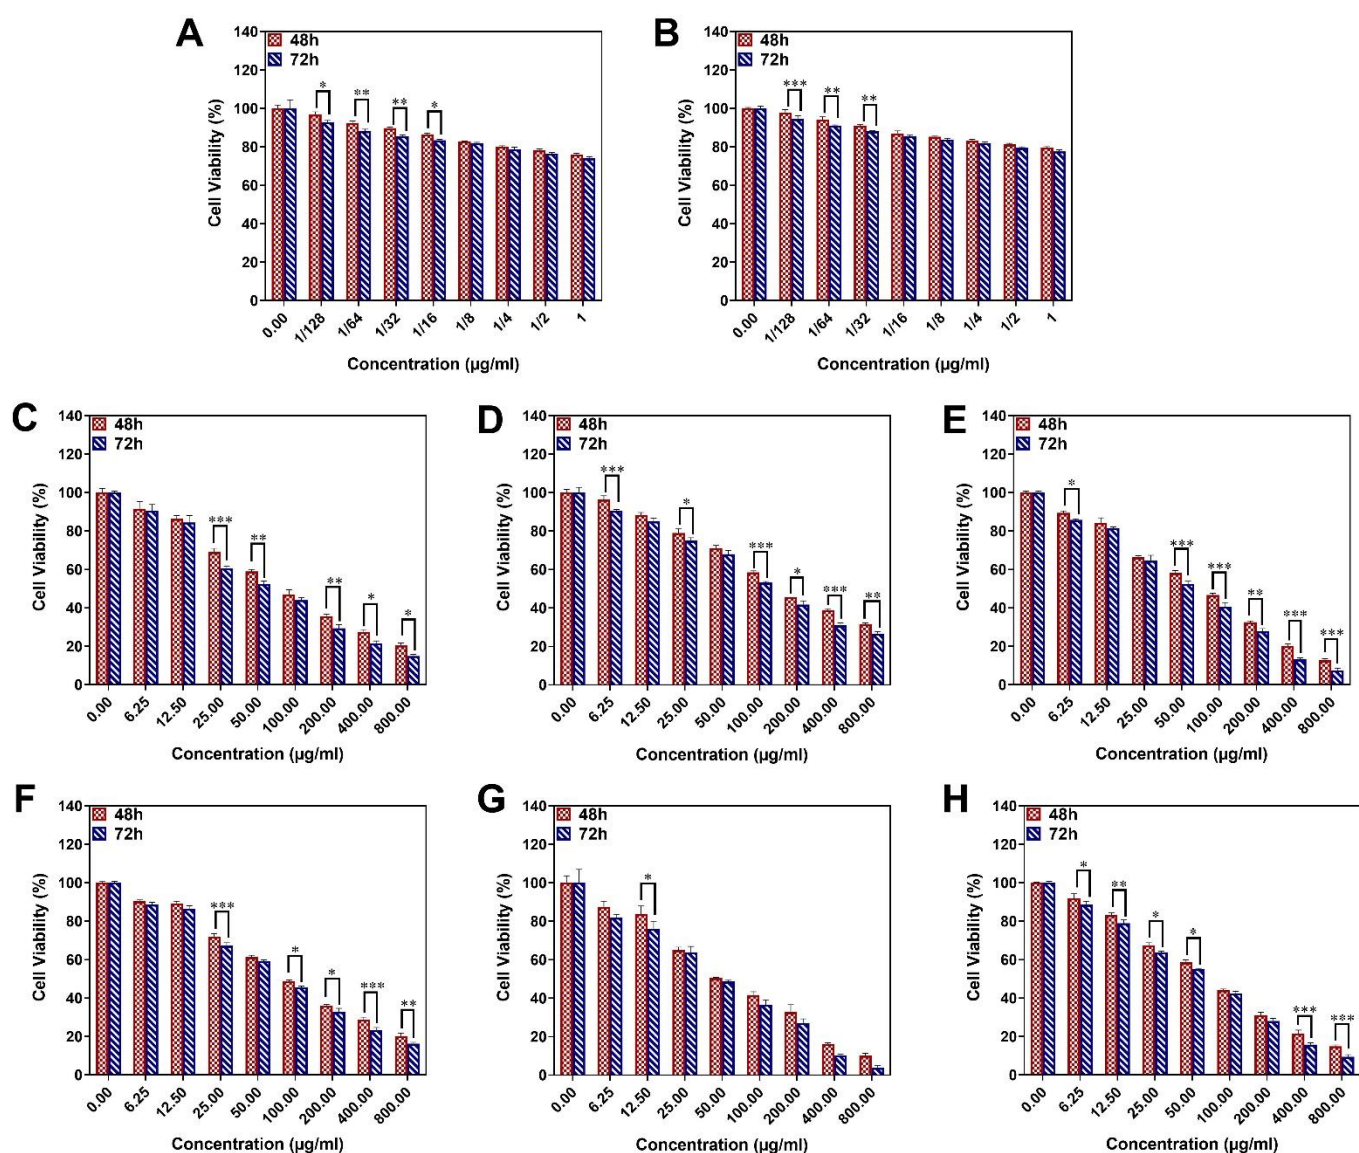 A
48h
72h
Cell Viability (%)
140
120
100
80
60
40
20
0
* ** ** *
0.00 1/128 1/64 1/32 1/16 1/8 1/4 1/2 1
Concentration (µg/ml)
B
48h
72h
Cell Viability (%)
140
120
100
80
60
40
20
0
*** ** **
0.00 1/128 1/64 1/32 1/16 1/8 1/4 1/2 1
Concentration (µg/ml)
C
48h
72h
Cell Viability (%)
140
120
100
80
60
40
20
0
*** ** ** * *
0.00 6.25 12.50 25.00 50.00 100.00 200.00 400.00 800.00
Concentration (µg/ml)
D
48h
72h
Cell Viability (%)
140
120
100
80
60
40
20
0
*** * *** * *** **
0.00 6.25 12.50 25.00 50.00 100.00 200.00 400.00 800.00
Concentration (µg/ml)
E
48h
72h
Cell Viability (%)
140
120
100
80
60
40
20
0
* *** *** ** *** ***
0.00 6.25 12.50 25.00 50.00 100.00 200.00 400.00 800.00
Concentration (µg/ml)
F
48h
72h
Cell Viability (%)
140
120
100
80
60
40
20
0
*** * * *** **
0.00 6.25 12.50 25.00 50.00 100.00 200.00 400.00 800.00
Concentration (µg/ml)
G
48h
72h
Cell Viability (%)
140
120
100
80
60
40
20
0
*
0.00 6.25 12.50 25.00 50.00 100.00 200.00 400.00 800.00
Concentration (µg/ml)
H
48h
72h
Cell Viability (%)
140
120
100
80
60
40
20
0
* ** * * *** ***
0.00 6.25 12.50 25.00 50.00 100.00 200.00 400.00 800.00
Concentration (µg/ml)